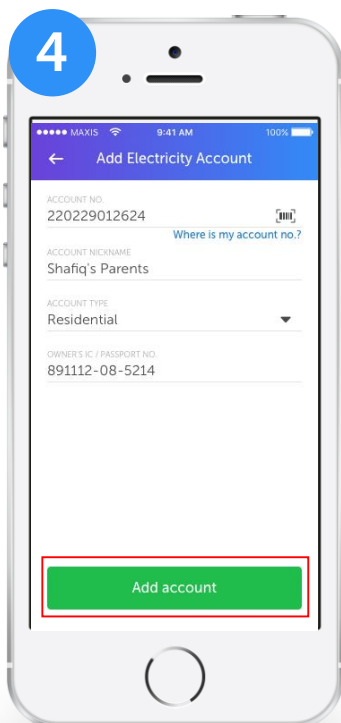 4
MAXIS 9:41 AM 100%
Add Electricity Account
ACCOUNT NO.
220229012624
Where is my account no.?
ACCOUNT NICKNAME
Shafiq's Parents
ACCOUNT TYPE
Residential
OWNER'S IC / PASSPORT NO.
891112-08-5214
Add account